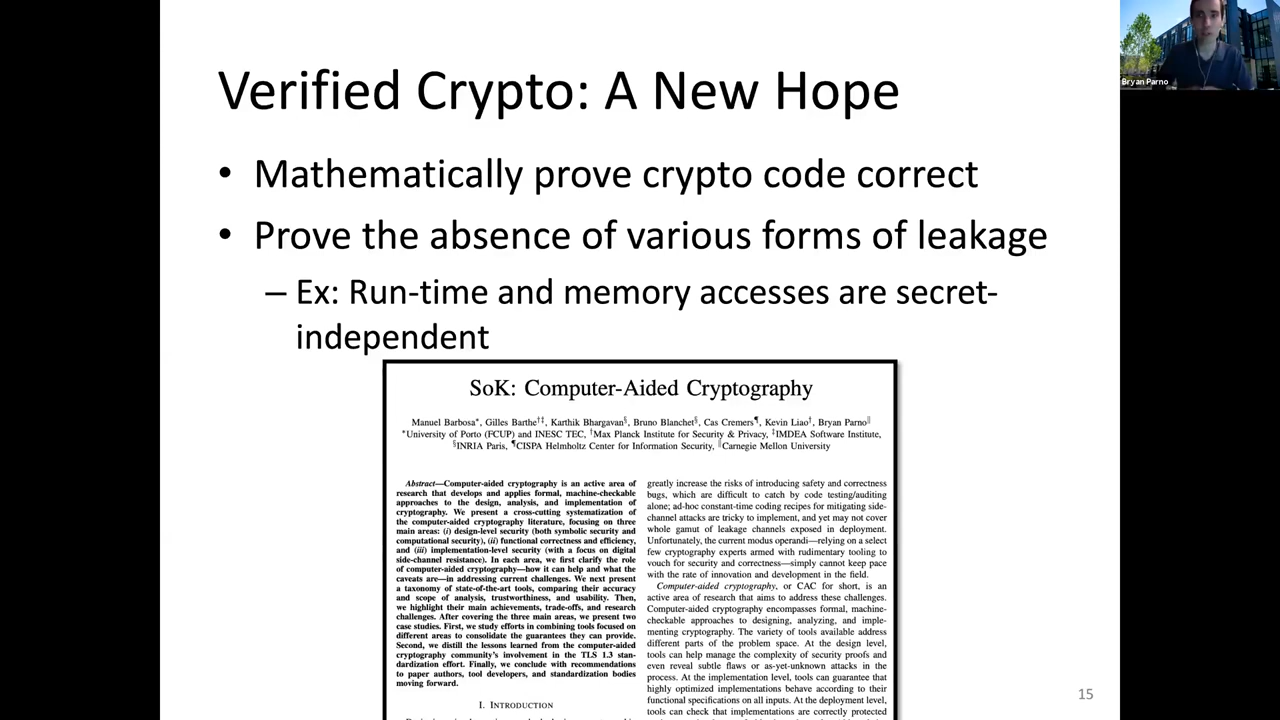 Verified Crypto: A New Hope
Bryan Parno
• Mathematically prove crypto code correct
• Prove the absence of various forms of leakage
– Ex: Run-time and memory accesses are secret-
independent
SoK: Computer-Aided Cryptography
Manuel Barbosa*, Gilles Barthe†‡, Karthik Bhargavan§, Bruno Blanchet§, Cas Cremers¶, Kevin Liao†, Bryan Parno‖
*University of Porto (FCUP) and INESC TEC, †Max Planck Institute for Security & Privacy, ‡IMDEA Software Institute,
§INRIA Paris, ¶CISPA Helmholtz Center for Information Security, ‖Carnegie Mellon University
Abstract—Computer-aided cryptography is an active area of
research that develops and applies formal, machine-checkable
approaches to the design, analysis, and implementation of
cryptography. We present a cross-cutting systematization of
the computer-aided cryptography literature, focusing on three
main areas: (i) design-level security (both symbolic security and
computational security), (ii) functional correctness and efficiency,
and (iii) implementation-level security (with a focus on digital
side-channel resistance). In each area, we first clarify the role
of computer-aided cryptography—how it can help and what the
caveats are—in addressing current challenges. We next present
a taxonomy of state-of-the-art tools, comparing their accuracy
and scope of analysis, trustworthiness, and usability. Then,
we highlight their main achievements, trade-offs, and research
challenges. After covering the three main areas, we present two
case studies. First, we study efforts in combining tools focused on
different areas to consolidate the guarantees they can provide.
Second, we distill the lessons learned from the computer-aided
cryptography community's involvement in the TLS 1.3 stan-
dardization effort. Finally, we conclude with recommendations
to paper authors, tool developers, and standardization bodies
moving forward.
I. INTRODUCTION
greatly increase the risks of introducing safety and correctness
bugs, which are difficult to catch by code testing/auditing
alone; ad-hoc constant-time coding recipes for mitigating side-
channel attacks are tricky to implement, and yet may not cover
whole gamut of leakage channels exposed in deployment.
Unfortunately, the current modus operandi—relying on a select
few cryptography experts armed with rudimentary tooling to
vouch for security and correctness—simply cannot keep pace
with the rate of innovation and development in the field.
Computer-aided cryptography, or CAC for short, is an
active area of research that aims to address these challenges.
Computer-aided cryptography encompasses formal, machine-
checkable approaches to designing, analyzing, and imple-
menting cryptography. The variety of tools available address
different parts of the problem space. At the design level,
tools can help manage the complexity of security proofs and
even reveal subtle flaws or as-yet-unknown attacks in the
process. At the implementation level, tools can guarantee that
highly optimized implementations behave according to their
functional specifications on all inputs. At the deployment level,
tools can check that implementations are correctly protected
15